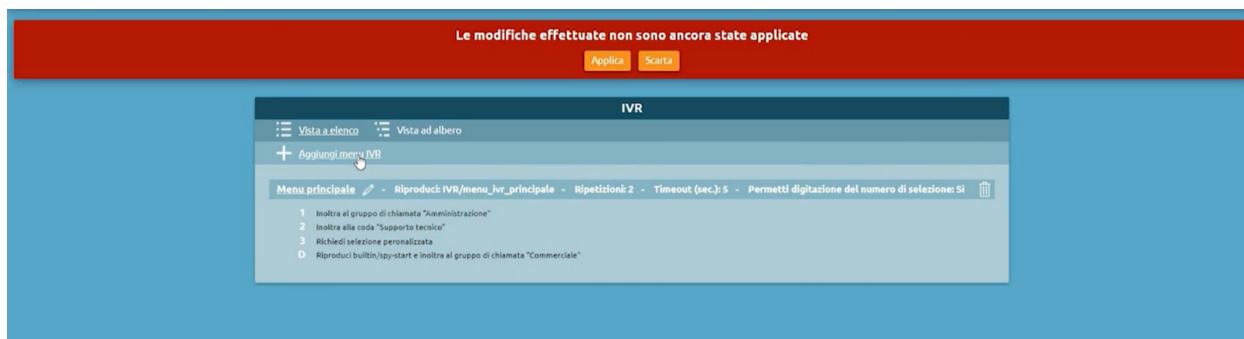 Le modifiche effettuate non sono ancora state applicate
Applica Scarta
IVR
Vista a elenco Vista ad albero
Aggiungi menu IVR
Menu principale - Riproduci: IVR/menu_ivr_principale - Ripetizioni: 2 - Timeout (sec.): 5 - Permetti digitazione del numero di selezione: Sì
1 Inoltra al gruppo di chiamata "Amministrazione"
2 Inoltra alla coda "Supporto tecnico"
3 Richiedi selezione peronalizzata
D Riproduci builtin/spy-start e inoltra al gruppo di chiamata "Commerciale"